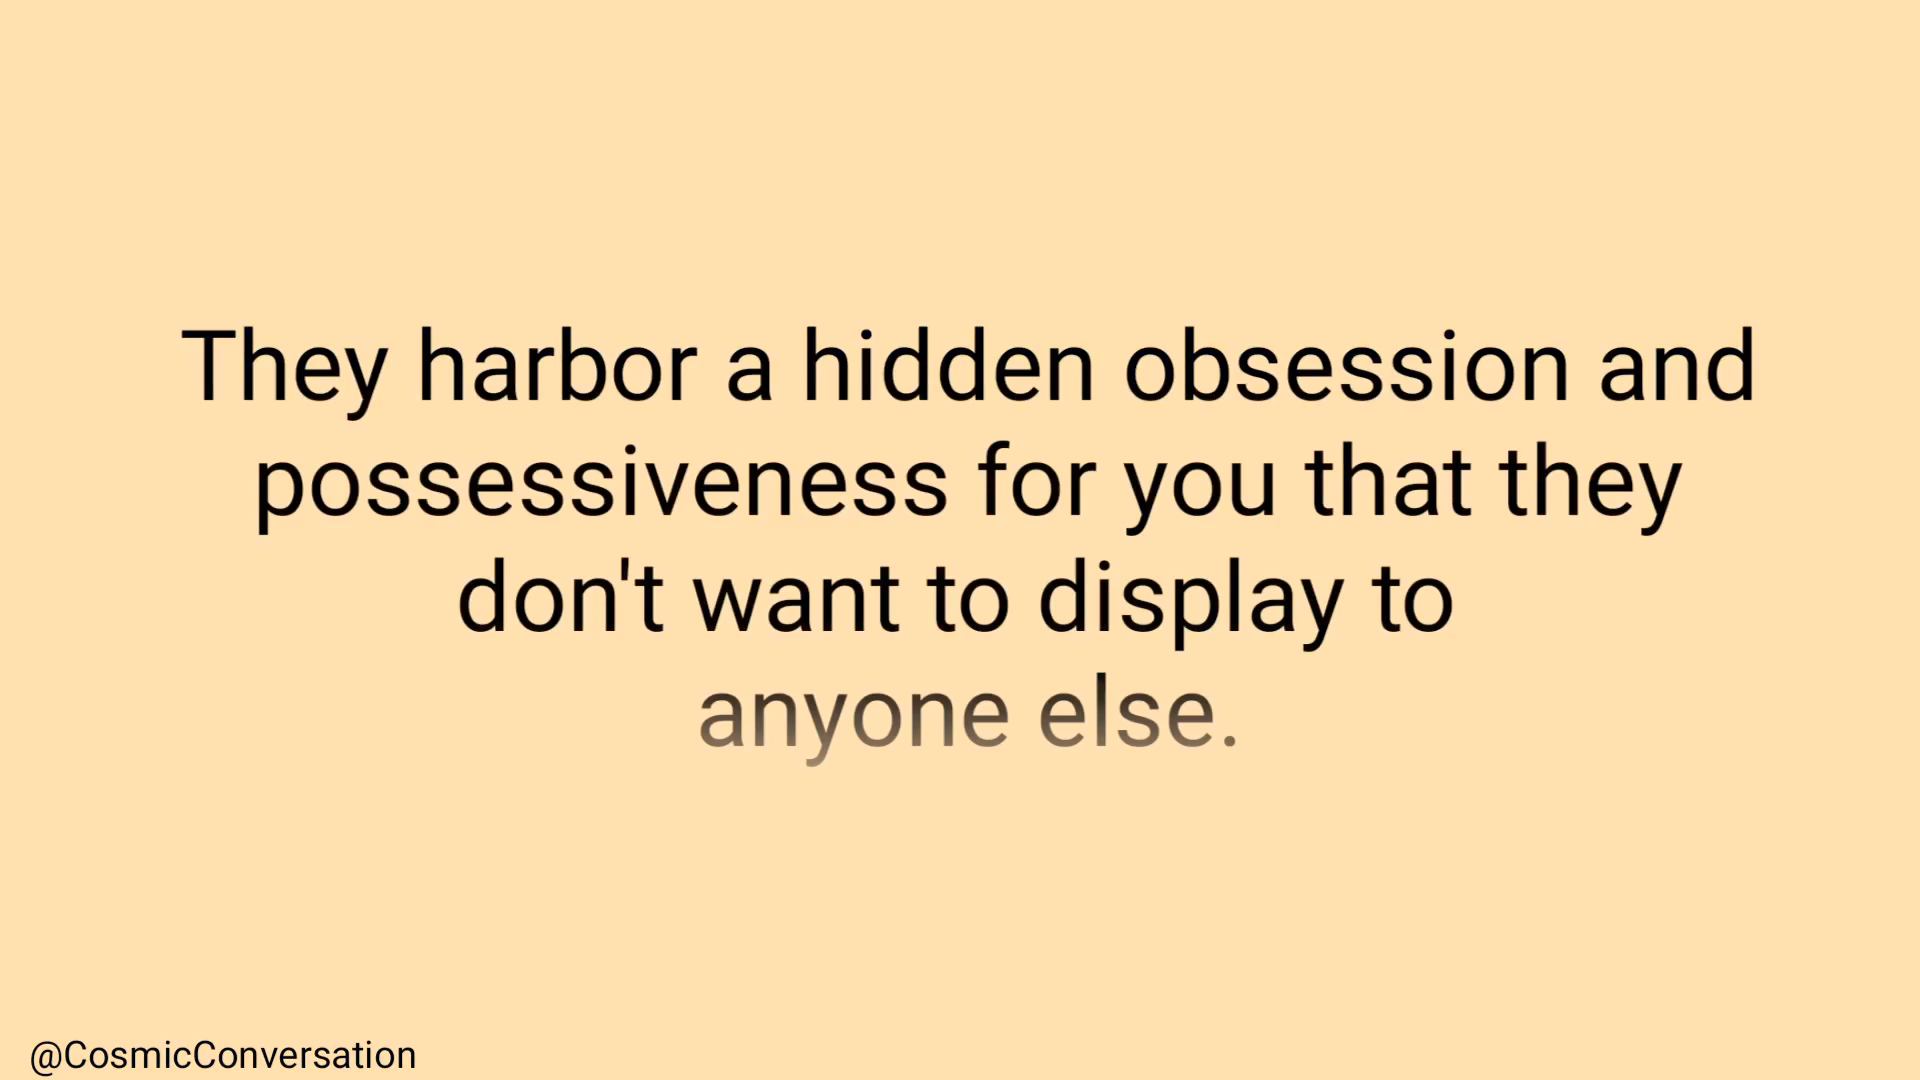 They harbor a hidden obsession and
possessiveness for you that they
don't want to display to
anyone else.
@CosmicConversation